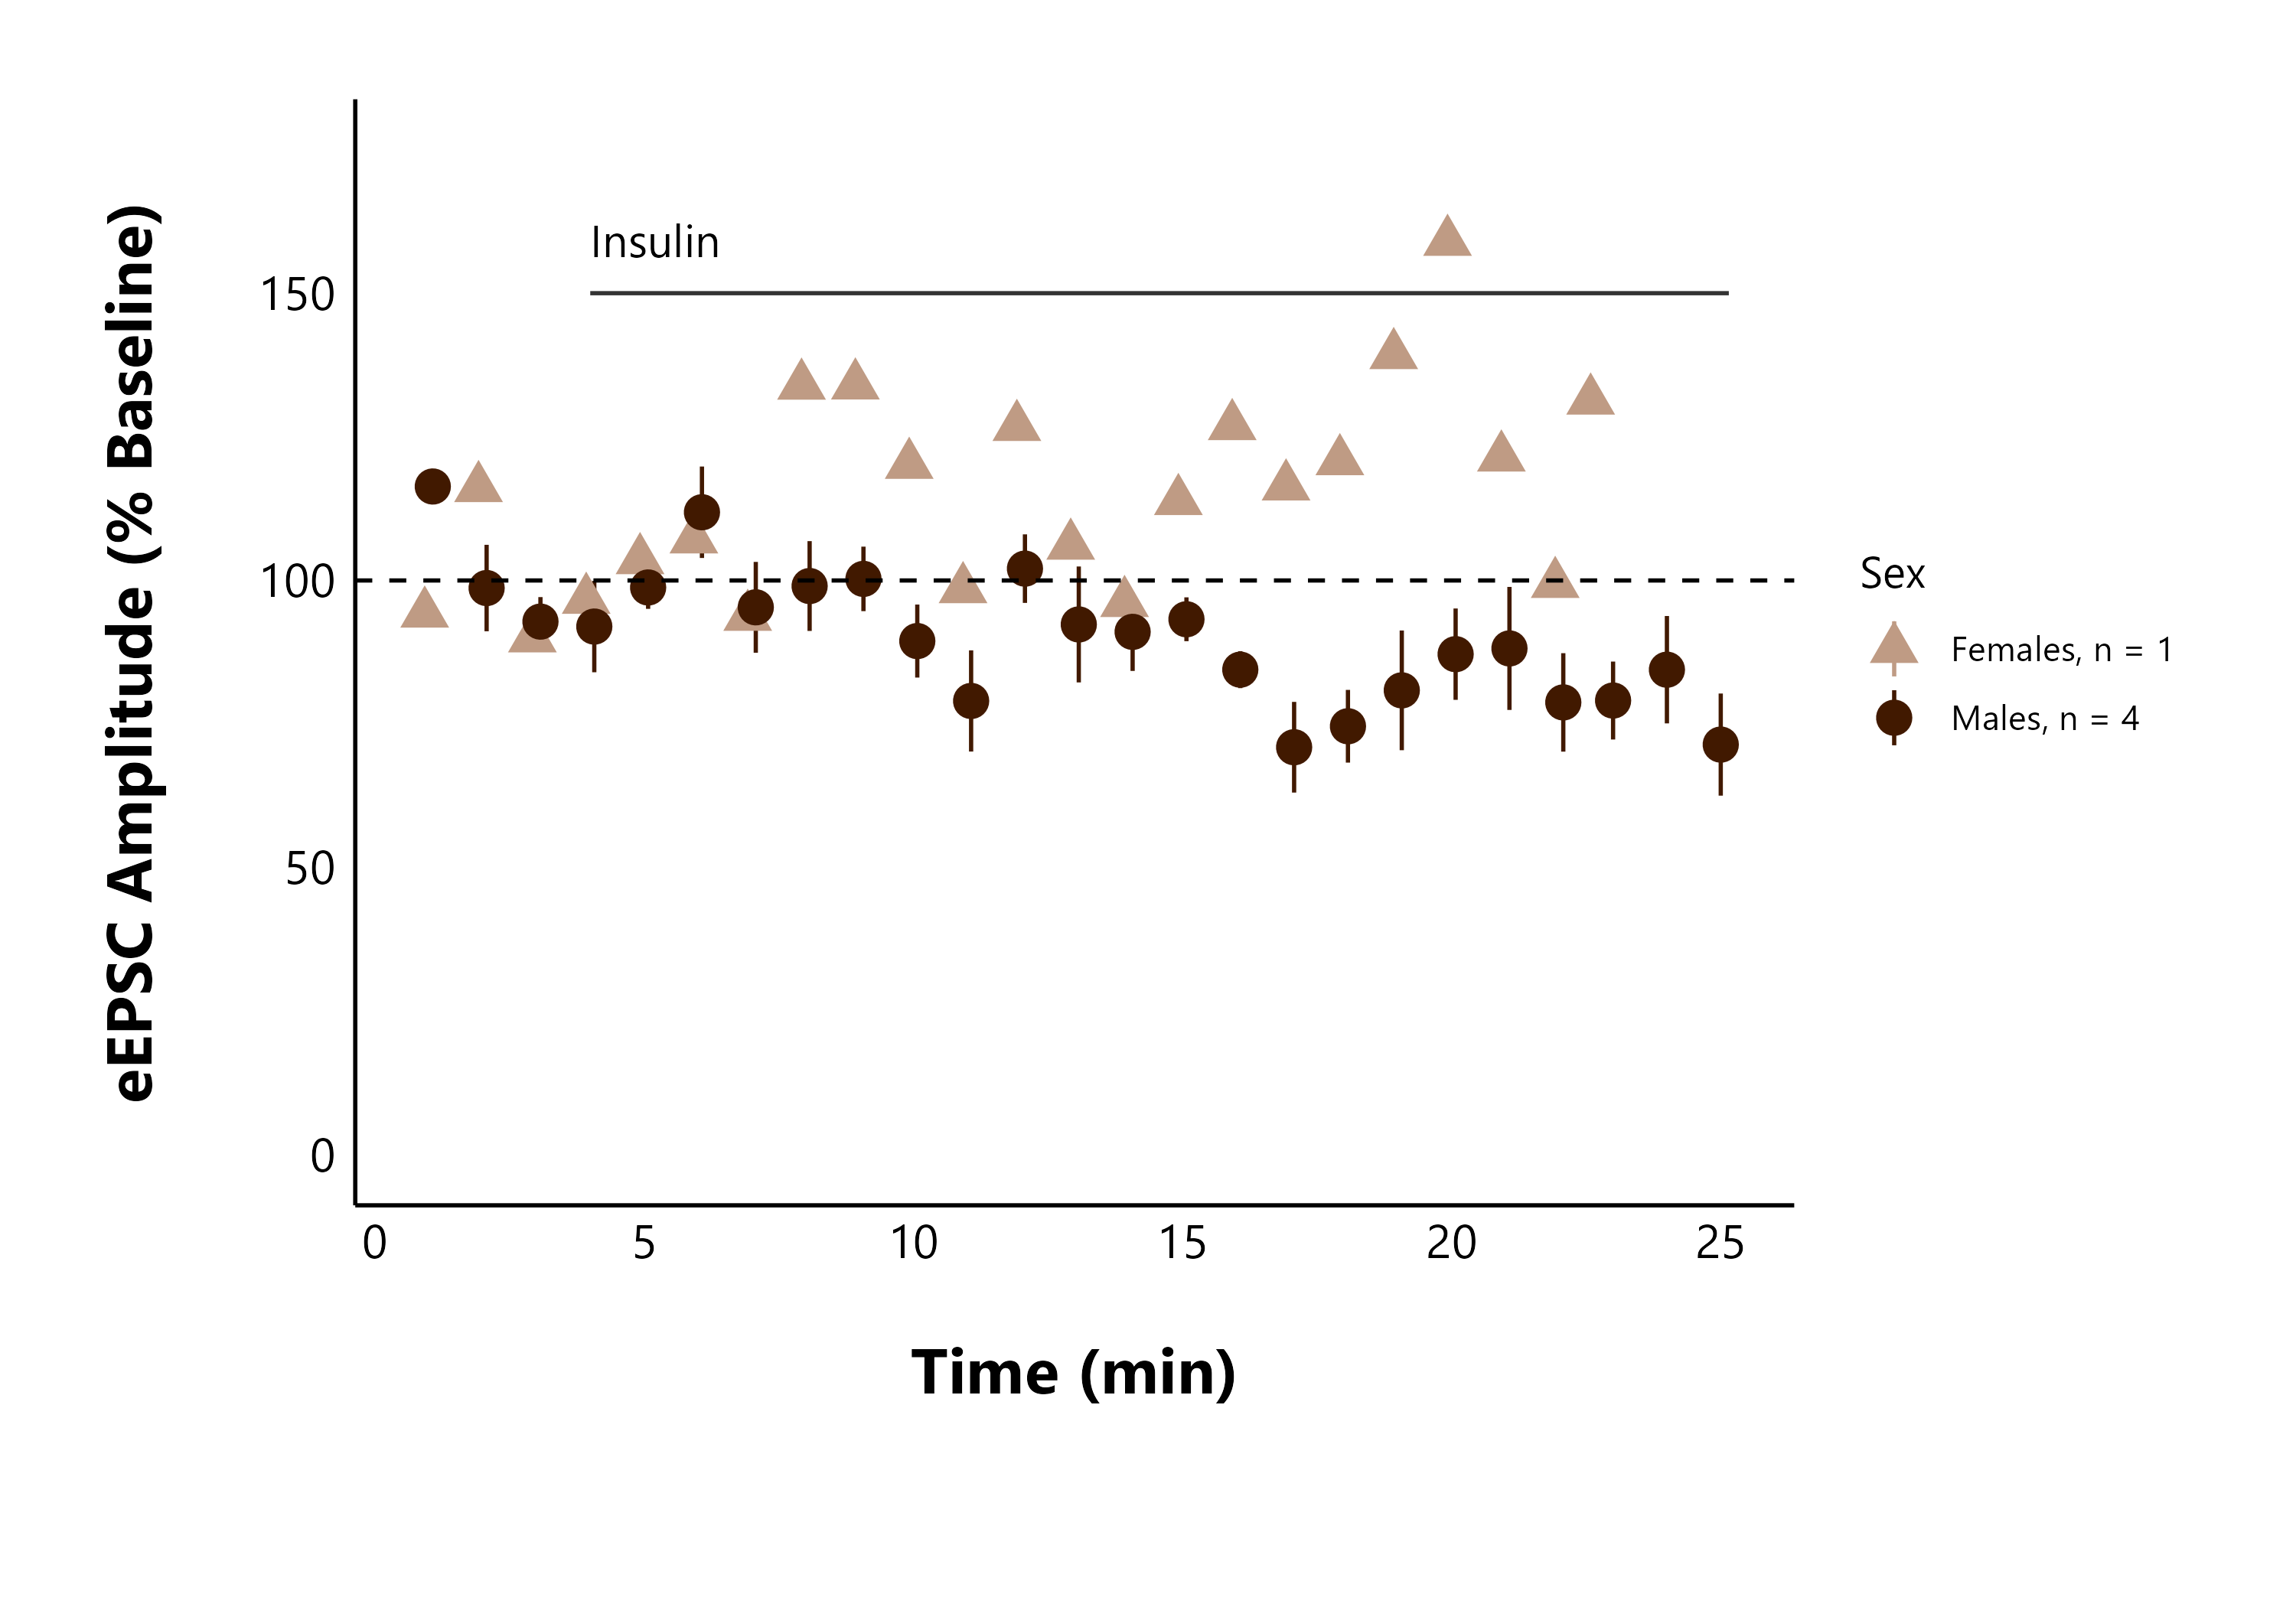 eEPSC Amplitude (% Baseline)
150
100
50
0
Insulin
0 5 10 15 20 25
Time (min)
Sex
Females, n = 1
Males, n = 4